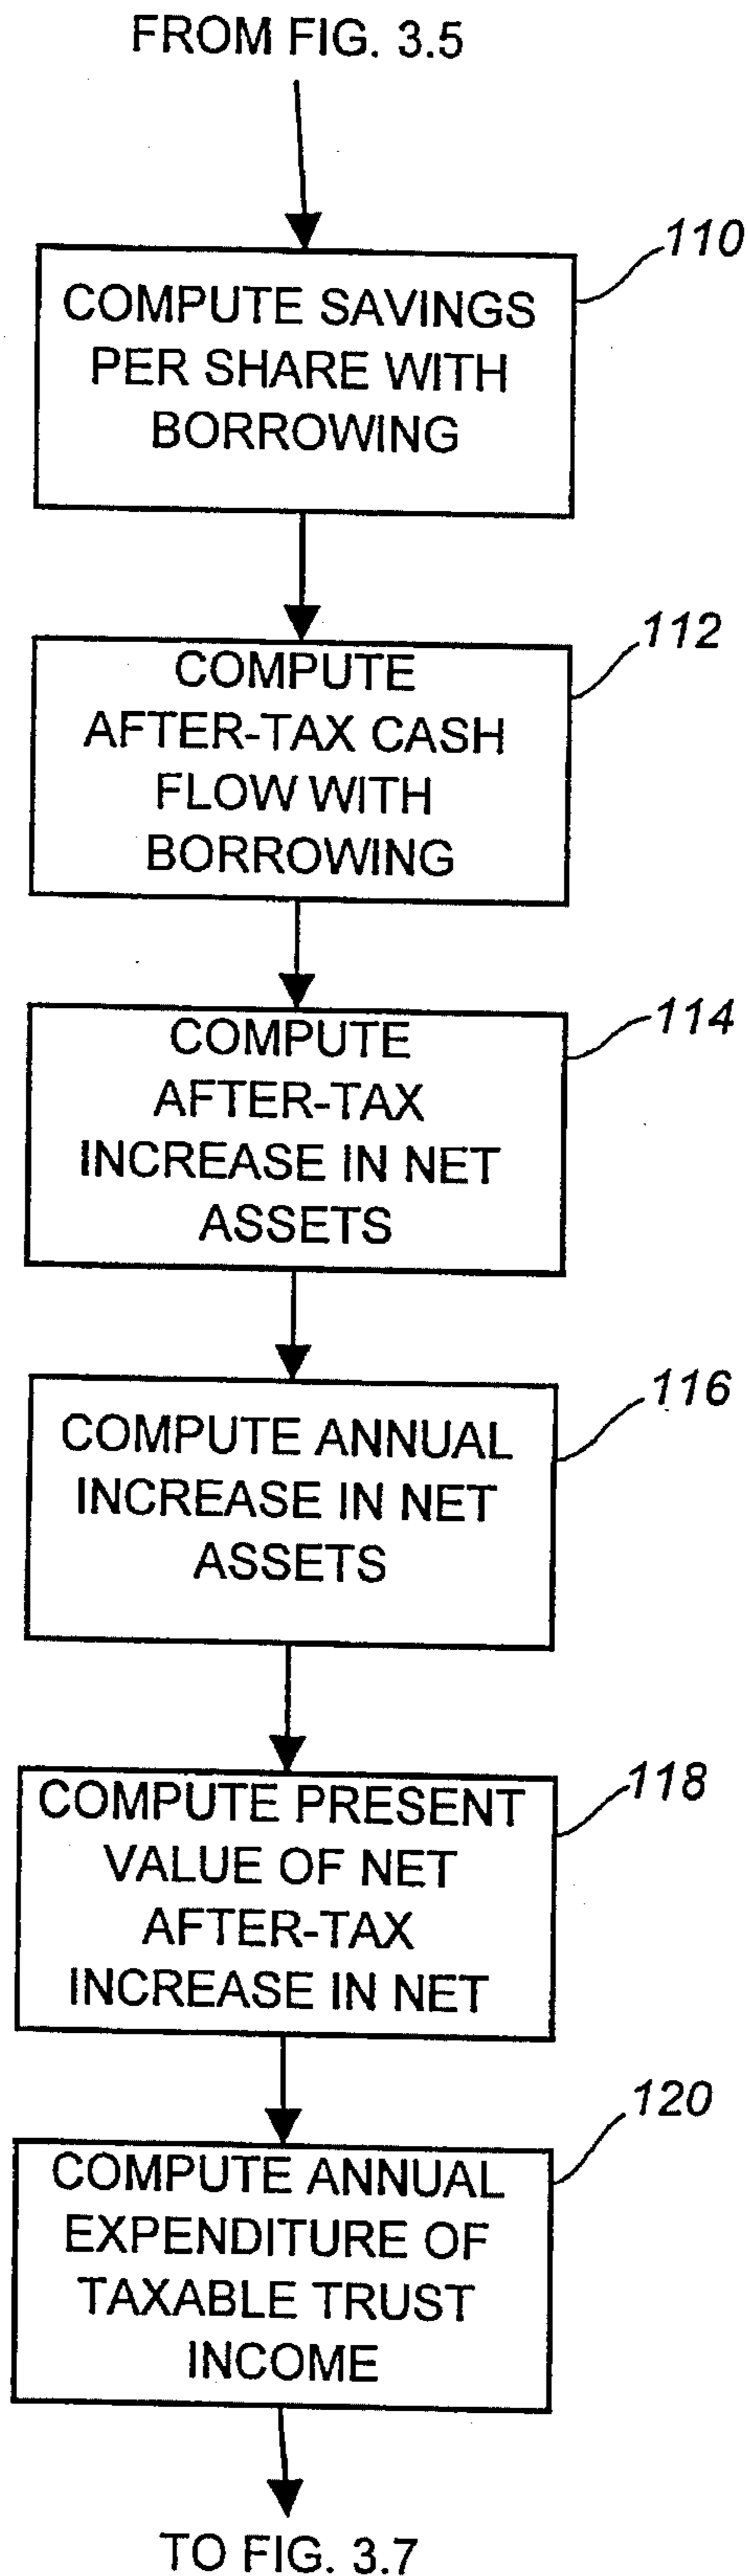 FROM FIG. 3.5
110
COMPUTE SAVINGS
PER SHARE WITH
BORROWING
112
COMPUTE
AFTER-TAX CASH
FLOW WITH
BORROWING
114
COMPUTE
AFTER-TAX
INCREASE IN NET
ASSETS
116
COMPUTE ANNUAL
INCREASE IN NET
ASSETS
118
COMPUTE PRESENT
VALUE OF NET
AFTER-TAX
INCREASE IN NET
120
COMPUTE ANNUAL
EXPENDITURE OF
TAXABLE TRUST
INCOME
TO FIG. 3.7